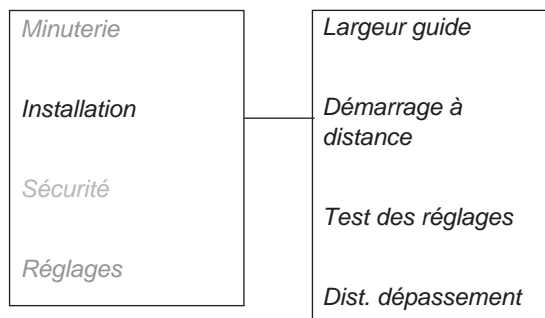 Minuterie
Installation
Sécurité
Réglages
Largeur guide
Démarrage à
distance
Test des réglages
Dist. dépassement